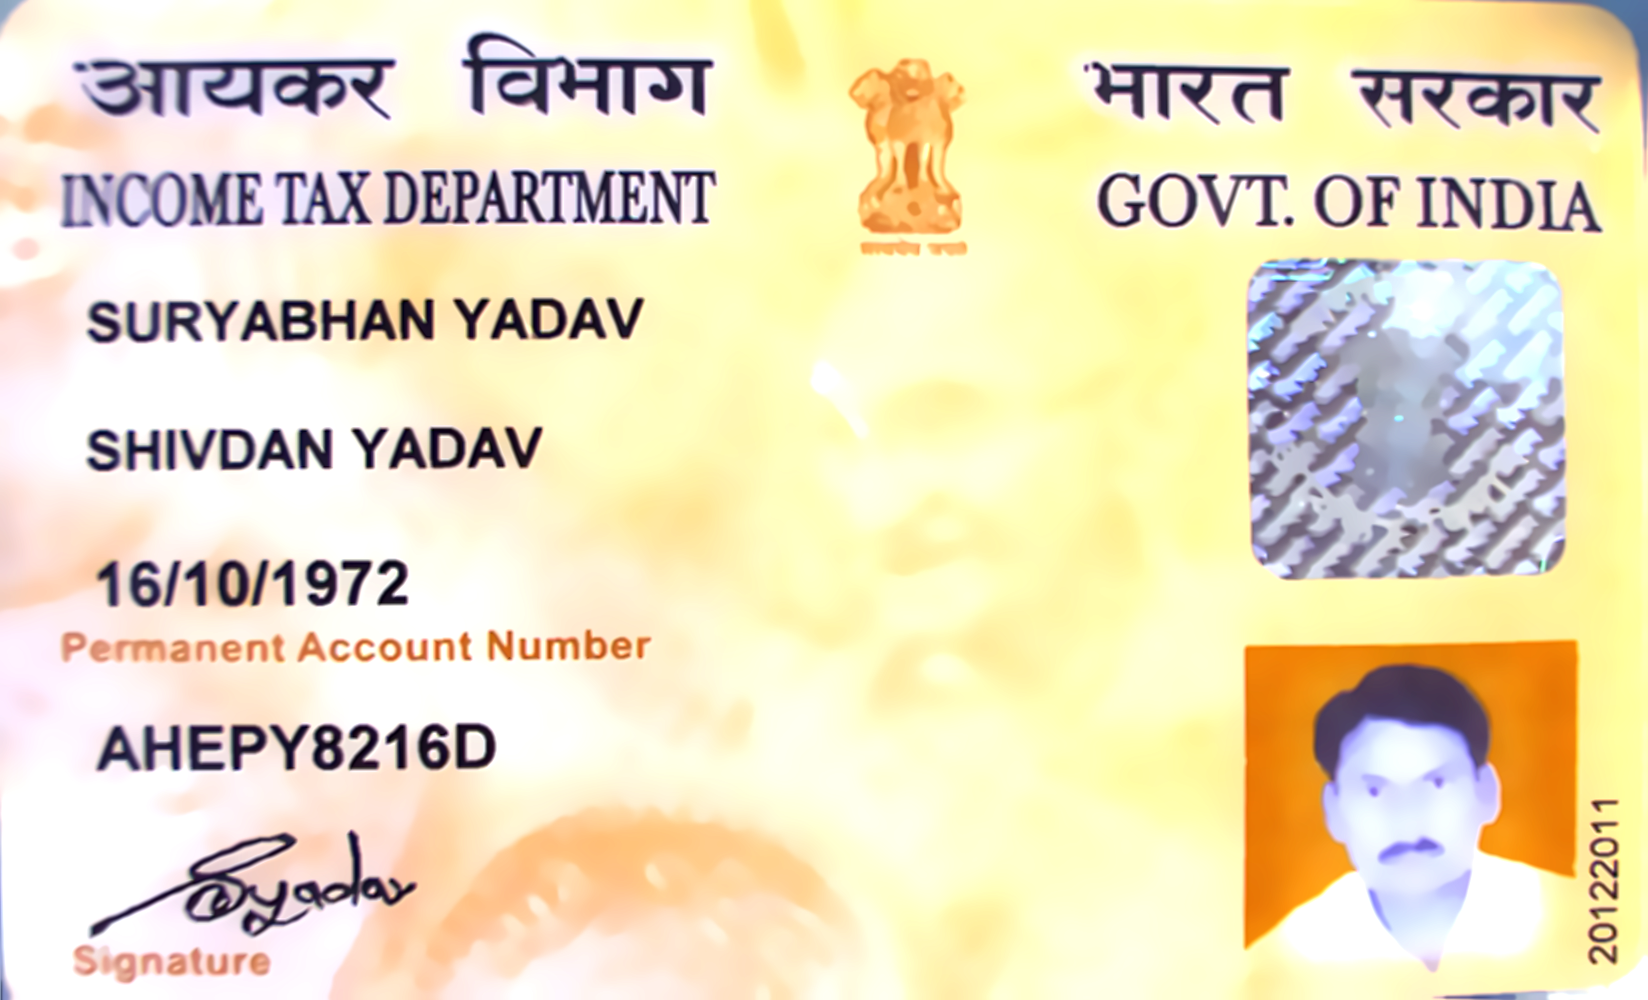 आयकर विभाग
INCOME TAX DEPARTMENT
भारत सरकार
GOVT. OF INDIA
SURYABHAN YADAV
SHIVDAN YADAV
16/10/1972
Permanent Account Number
AHEPY8216D
Syadav
Signature
20122011